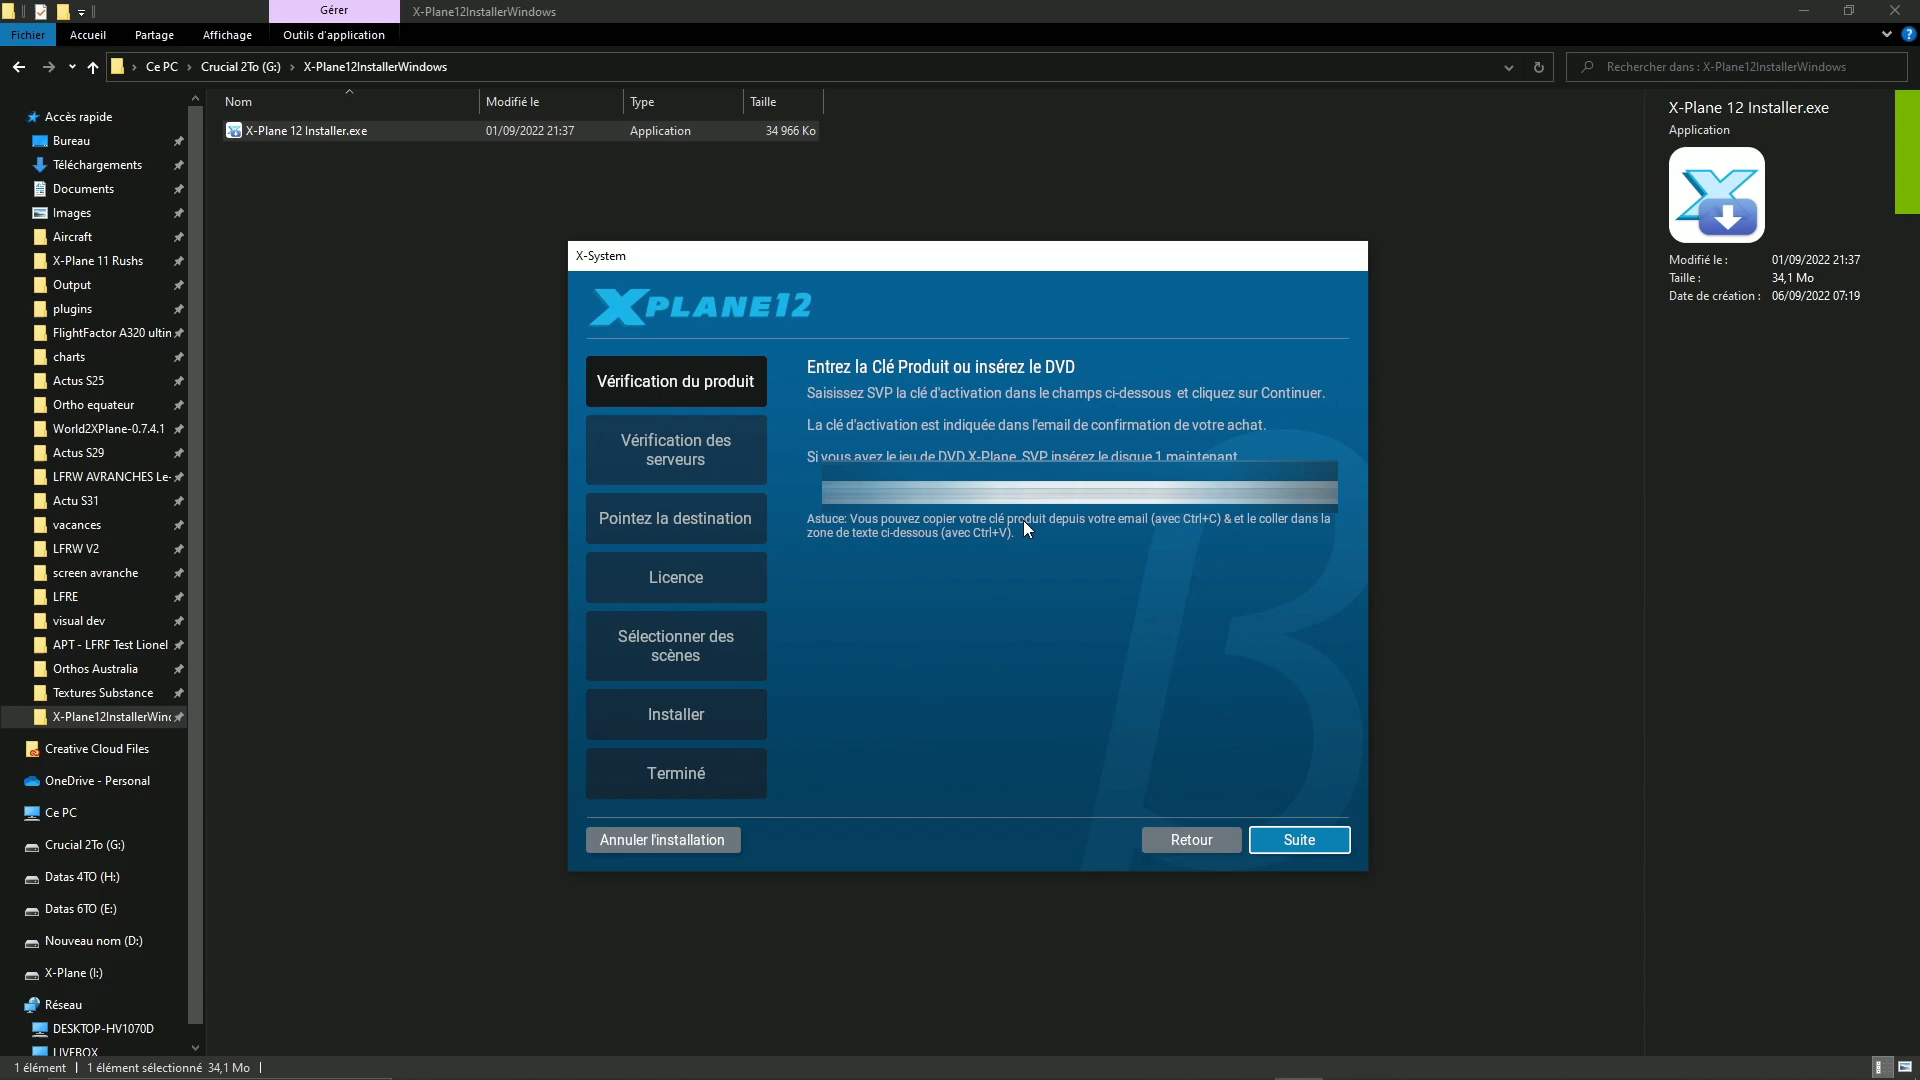 Gérer
X-Plane12InstallerWindows
Fichier
Accueil
Partage
Affichage
Outils d'application
Ce PC
Crucial 2To (G:)
X-Plane12InstallerWindows
Rechercher dans : X-Plane12InstallerWindows
Nom
Modifié le
Type
Taille
X-Plane 12 Installer.exe
01/09/2022 21:37
Application
34 966 Ko
Accès rapide
Bureau
Téléchargements
Documents
Images
Aircraft
X-Plane 11 Rushs
Output
plugins
FlightFactor A320 ultin
charts
Actus S25
Ortho equateur
World2XPlane-0.7.4.1
Actus S29
LFRW AVRANCHES Le-
Actu S31
vacances
LFRW V2
screen avranche
LFRE
visual dev
APT - LFRF Test Lionel
Orthos Australia
Textures Substance
X-Plane12InstallerWinc
Creative Cloud Files
OneDrive - Personal
Ce PC
Crucial 2To (G:)
Datas 4TO (H:)
Datas 6TO (E:)
Nouveau nom (D:)
X-Plane (I:)
Réseau
DESKTOP-HV1070D
LIVEBOX
X-System
XPLANE12
Vérification du produit
Vérification des
serveurs
Pointez la destination
Licence
Sélectionner des
scènes
Installer
Terminé
Entrez la Clé Produit ou insérez le DVD
Saisissez SVP la clé d'activation dans le champs ci-dessous et cliquez sur Continuer.
La clé d'activation est indiquée dans l'email de confirmation de votre achat.
Si vous avez le jeu de DVD X-Plane, SVP insérez le disque 1 maintenant
Astuce: Vous pouvez copier votre clé produit depuis votre email (avec Ctrl+C) & et le coller dans la
zone de texte ci-dessous (avec Ctrl+V).
Annuler l'installation
Retour
Suite
X-Plane 12 Installer.exe
Application
Modifié le :
01/09/2022 21:37
Taille :
34,1 Mo
Date de création :
06/09/2022 07:19
1 élément
1 élément sélectionné 34,1 Mo